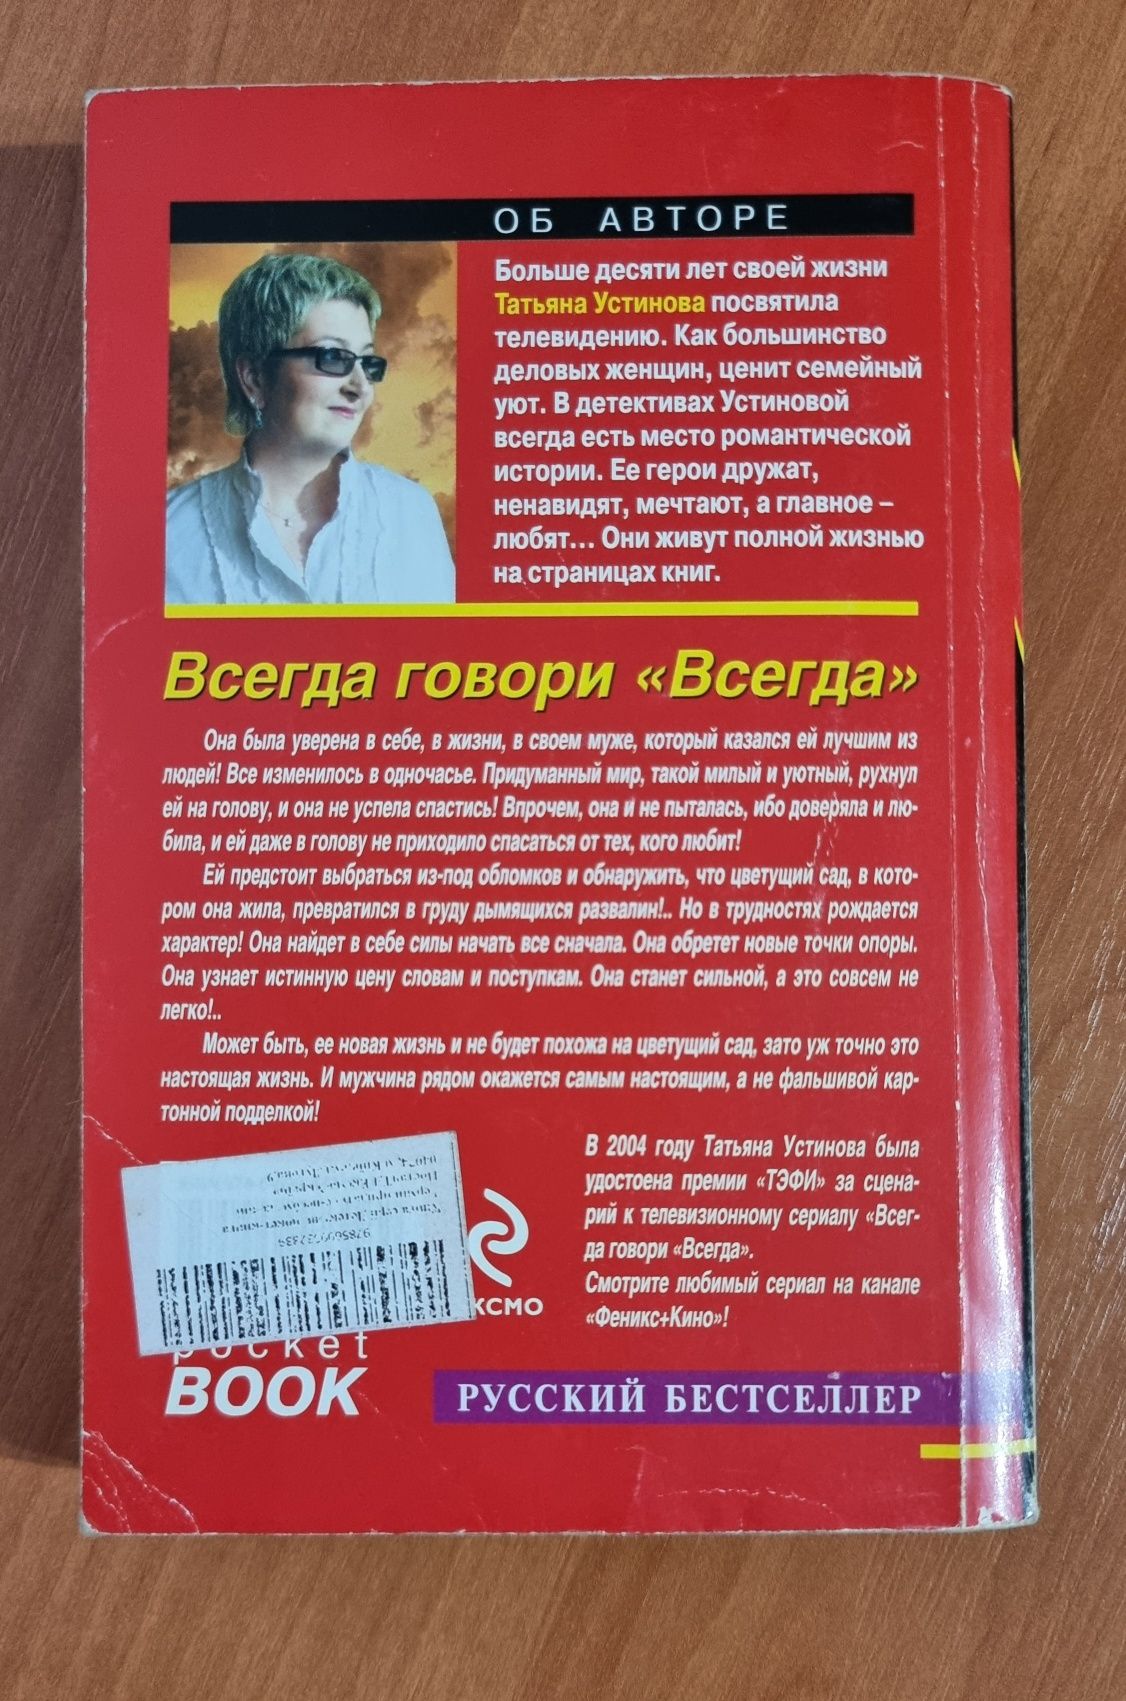 ОБ АВТОРЕ
Больше десяти лет своей жизни
Татьяна Устинова посвятила
телевидению. Как большинство
деловых женщин, ценит семейный
уют. В детективах Устиновой
всегда есть место романтической
истории. Ее герои дружат,
ненавидят, мечтают, а главное –
любят... Они живут полной жизнью
на страницах книг.
Всегда говори «Всегда»
Она была уверена в себе, в жизни, в своем муже, который казался ей лучшим из
людей! Все изменилось в одночасье. Придуманный мир, такой милый и уютный, рухнул
ей на голову, и она не успела спастись! Впрочем, она и не пыталась, ибо доверяла и лю-
била, и ей даже в голову не приходило спасаться от тех, кого любит!
Ей предстоит выбраться из-под обломков и обнаружить, что цветущий сад, в кото-
ром она жила, превратился в груду дымящихся развалин!.. Но в трудностях рождается
характер! Она найдет в себе силы начать все сначала. Она обретет новые точки опоры.
Она узнает истинную цену словам и поступкам. Она станет сильной, а это совсем не
легко!..
Может быть, ее новая жизнь и не будет похожа на цветущий сад, зато уж точно это
настоящая жизнь. И мужчина рядом окажется самым настоящим, а не фальшивой кар-
тонной подделкой!
В 2004 году Татьяна Устинова была
удостоена премии «ТЭФИ» за сцена-
рий к телевизионному сериалу «Всег-
да говори «Всегда».
Смотрите любимый сериал на канале
«Феникс+Кино»!
КСМО
pocket
BOOK
РУССКИЙ БЕСТСЕЛЛЕР